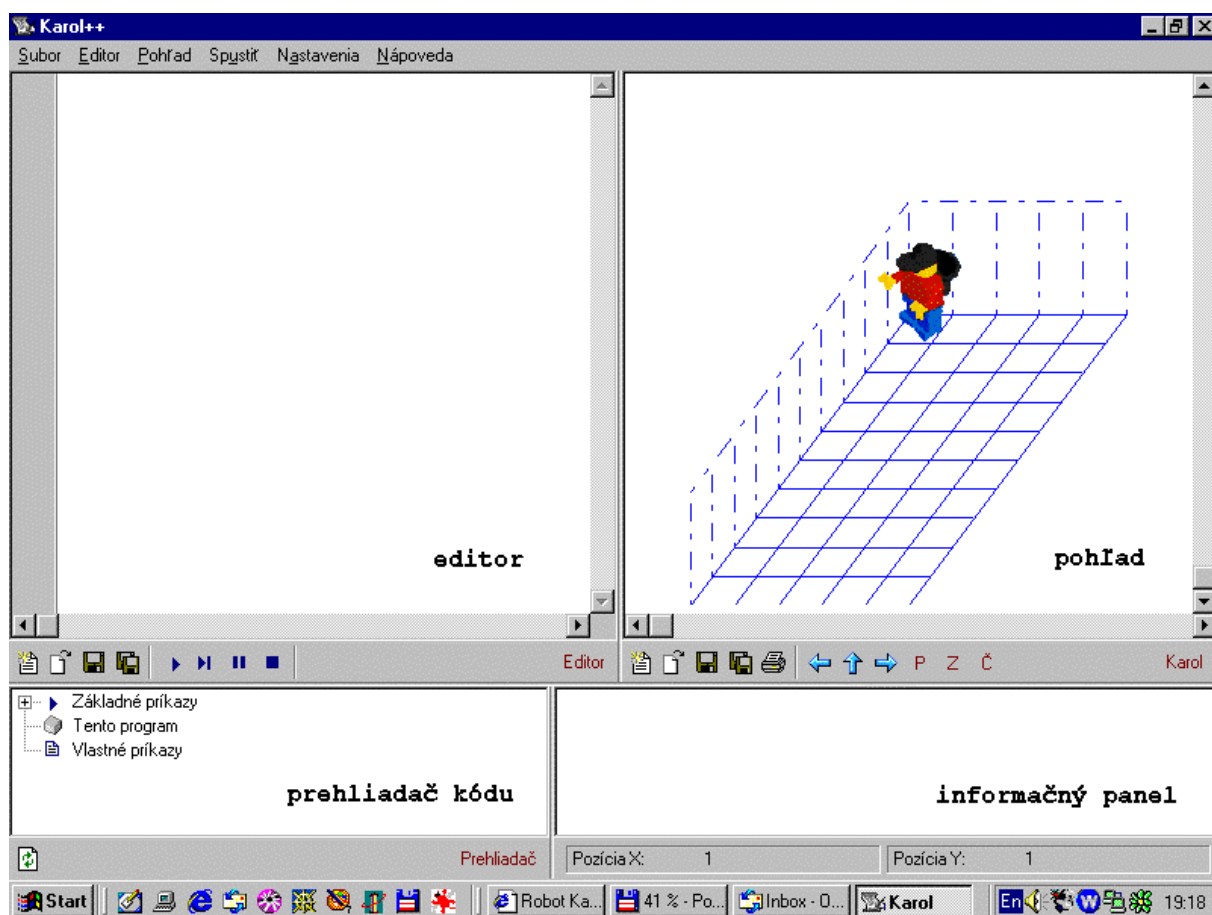 Karol++
Subor Editor Pohľad Spustiť Nastavenia Nápoveda
editor
pohľad
Editor
P Z Č
Karol
Základné príkazy
Tento program
Vlastné príkazy
prehliadač kódu
informačný panel
Prehliadač
Pozícia X: 1
Pozícia Y: 1
Start
Robot Ka...
41 % - Po...
Inbox - O...
Karol
En
W
19:18